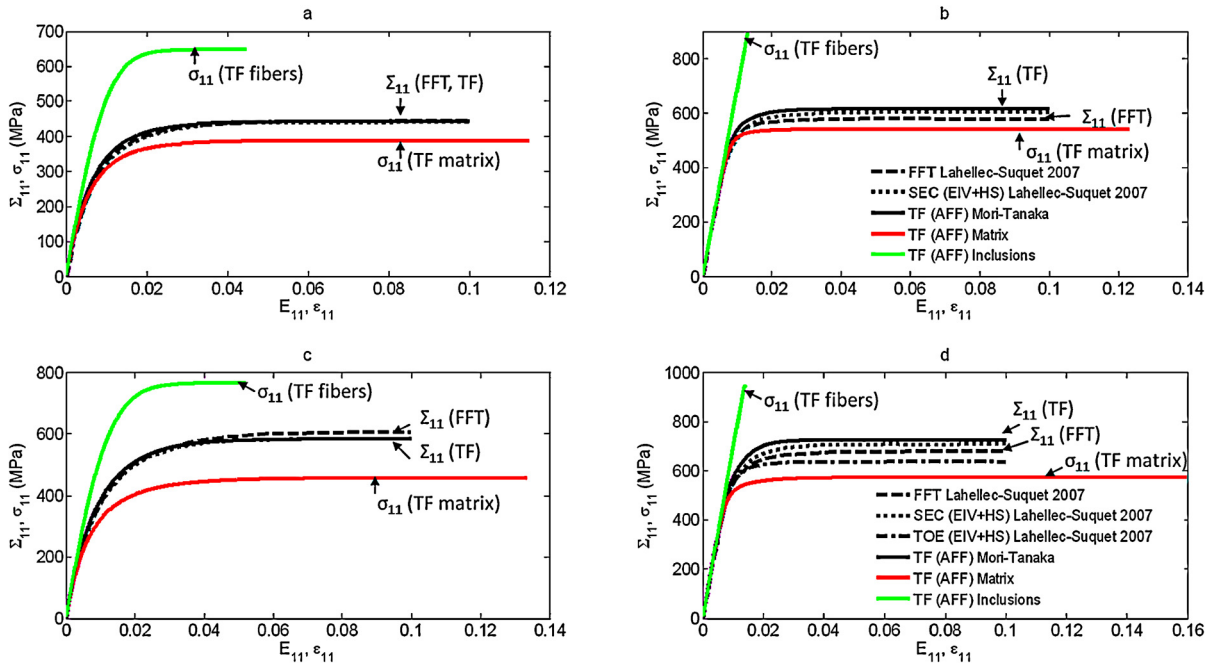 a
700
600
500
400
300
200
100
0
Σ11, σ11 (MPa)
0
0.02
0.04
0.06
0.08
0.1
0.12
E11, ε11
σ11 (TF fibers)
Σ11 (FFT, TF)
σ11 (TF matrix)
b
800
600
400
200
0
Σ11, σ11 (MPa)
0
0.02
0.04
0.06
0.08
0.1
0.12
0.14
E11, ε11
σ11 (TF fibers)
Σ11 (TF)
Σ11 (FFT)
σ11 (TF matrix)
FFT Lahellec-Suquet 2007
SEC (EIV+HS) Lahellec-Suquet 2007
TF (AFF) Mori-Tanaka
TF (AFF) Matrix
TF (AFF) Inclusions
c
800
600
400
200
0
Σ11, σ11 (MPa)
0
0.02
0.04
0.06
0.08
0.1
0.12
0.14
E11, ε11
σ11 (TF fibers)
Σ11 (FFT)
Σ11 (TF)
σ11 (TF matrix)
d
1000
800
600
400
200
0
Σ11, σ11 (MPa)
0
0.02
0.04
0.06
0.08
0.1
0.12
0.14
0.16
E11, ε11
σ11 (TF fibers)
Σ11 (TF)
Σ11 (FFT)
σ11 (TF matrix)
FFT Lahellec-Suquet 2007
SEC (EIV+HS) Lahellec-Suquet 2007
TOE (EIV+HS) Lahellec-Suquet 2007
TF (AFF) Mori-Tanaka
TF (AFF) Matrix
TF (AFF) Inclusions